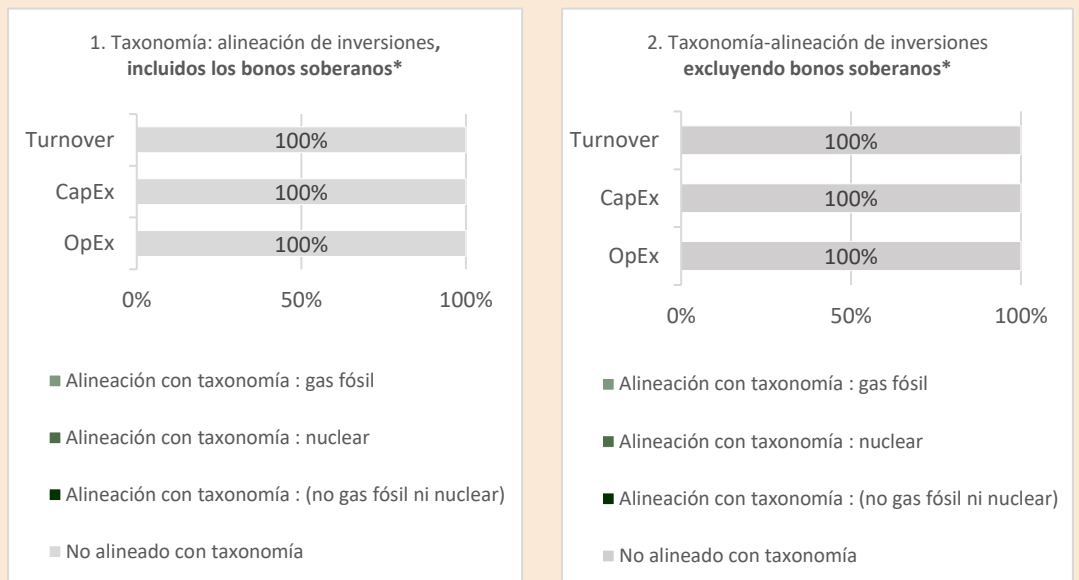 1. Taxonomía: alineación de inversiones,
incluidos los bonos soberanos*
Turnover
100%
CapEx
100%
OpEx
100%
0%
50%
100%
Alineación con taxonomía : gas fósil
Alineación con taxonomía : nuclear
Alineación con taxonomía : (no gas fósil ni nuclear)
No alineado con taxonomía
2. Taxonomía-alineación de inversiones
excluyendo bonos soberanos*
Turnover
100%
CapEx
100%
OpEx
100%
0%
50%
100%
Alineación con taxonomía : gas fósil
Alineación con taxonomía : nuclear
Alineación con taxonomía : (no gas fósil ni nuclear)
No alineado con taxonomía